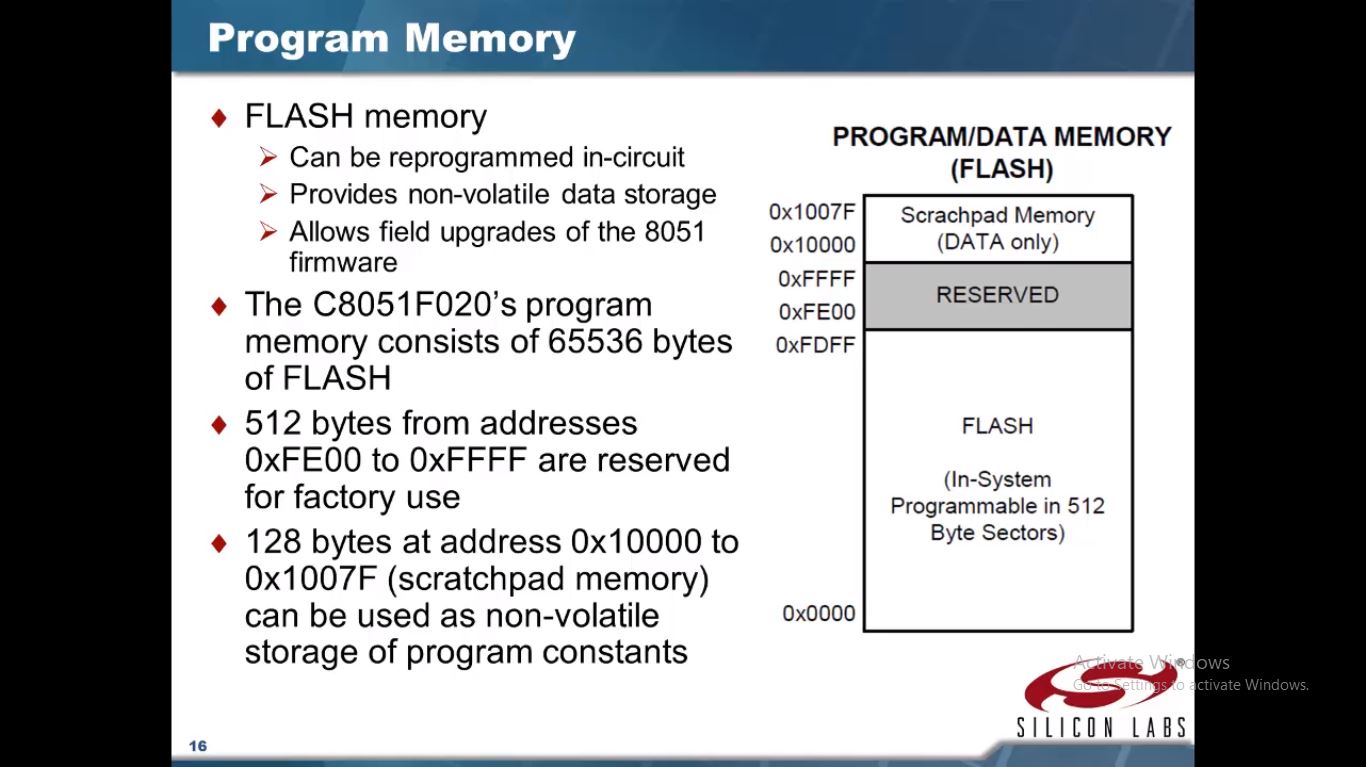 Program Memory
FLASH memory
Can be reprogrammed in-circuit
Provides non-volatile data storage
Allows field upgrades of the 8051
firmware
The C8051F020’s program
memory consists of 65536 bytes
of FLASH
512 bytes from addresses
0xFE00 to 0xFFFF are reserved
for factory use
128 bytes at address 0x10000 to
0x1007F (scratchpad memory)
can be used as non-volatile
storage of program constants
PROGRAM/DATA MEMORY
(FLASH)
0x1007F
0x10000
Scrachpad Memory
(DATA only)
0xFFFF
0xFE00
RESERVED
0xFDFF
FLASH
(In-System
Programmable in 512
Byte Sectors)
0x0000
Activate Windows
Go to Settings to activate Windows.
®
SILICON LABS
16